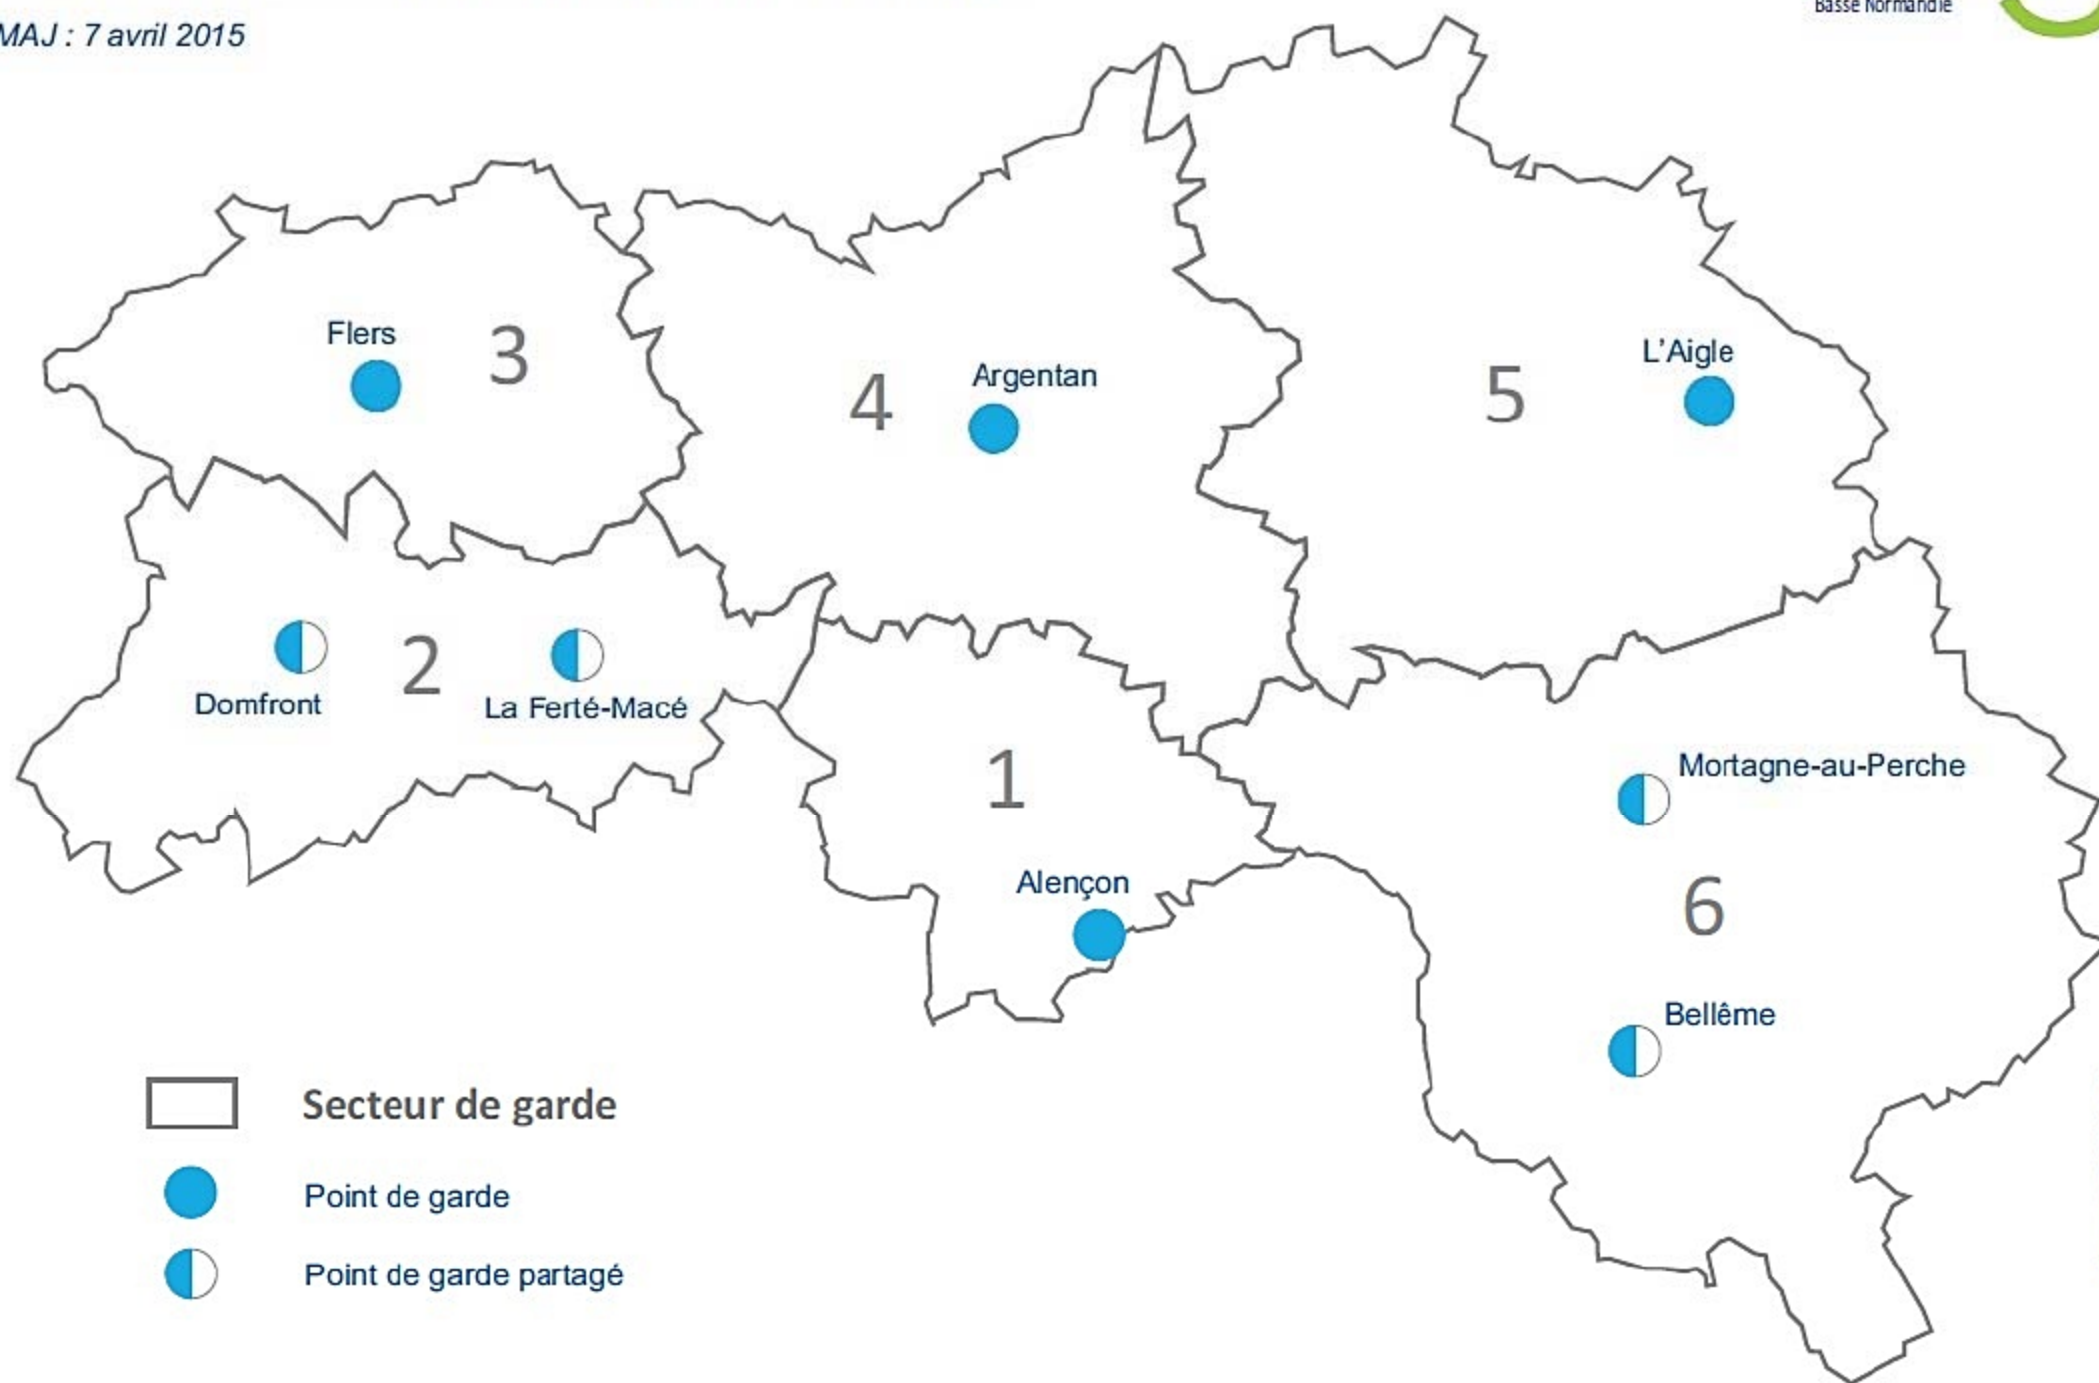 Basse Normandie
MAJ : 7 avril 2015
Flers
3
4
Argentan
5
L'Aigle
Domfront
2
La Ferté-Macé
1
Alençon
Mortagne-au-Perche
6
Bellême
Secteur de garde
Point de garde
Point de garde partagé